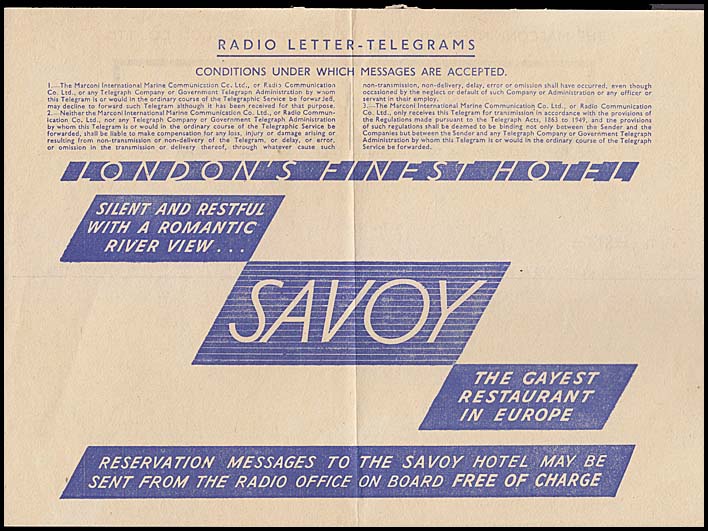 RADIO LETTER-TELEGRAMS
CONDITIONS UNDER WHICH MESSAGES ARE ACCEPTED.
1.—The Marconi International Marine Communication Co. Ltd., or Radio Communication
Co. Ltd., or any Telegraph Company or Government Telegraph Administration by whom
this Telegram is or would in the ordinary course of the Telegraphic Service be forwarded,
may decline to forward such Telegram although it has been received for that purpose.
2.—Neither the Marconi International Marine Communication Co. Ltd., or Radio Commun-
ication Co. Ltd., nor any Telegraph Company or Government Telegraph Administration
by whom this Telegram is or would in the ordinary course of the Telegraphic Service be
forwarded, shall be liable to make compensation for any loss, injury or damage arising or
resulting from non-transmission or non-delivery of the Telegram, or delay, or error,
or omission in the transmission or delivery thereof, through whatever cause such
non-transmission, non-delivery, delay, error or omission shall have occurred, even though
occasioned by the neglect or default of such Company or Administration or any officer or
servant in their employ.
3.—The Marconi International Marine Communication Co. Ltd., or Radio Communication
Co. Ltd., only receives this Telegram for transmission in accordance with the provisions of
the Regulations made pursuant to the Telegraph Acts, 1863 to 1949, and the provisions
of such regulations shall be deemed to be binding not only between the Sender and the
Companies but between the Sender and any Telegraph Company or Government Telegraph
Administration by whom this Telegram is or would in the ordinary course of the Telegraph
Service be forwarded.
LONDON'S FINEST HOTEL
SILENT AND RESTFUL
WITH A ROMANTIC
RIVER VIEW...
SAVOY
THE GAYEST
RESTAURANT
IN EUROPE
RESERVATION MESSAGES TO THE SAVOY HOTEL MAY BE
SENT FROM THE RADIO OFFICE ON BOARD FREE OF CHARGE